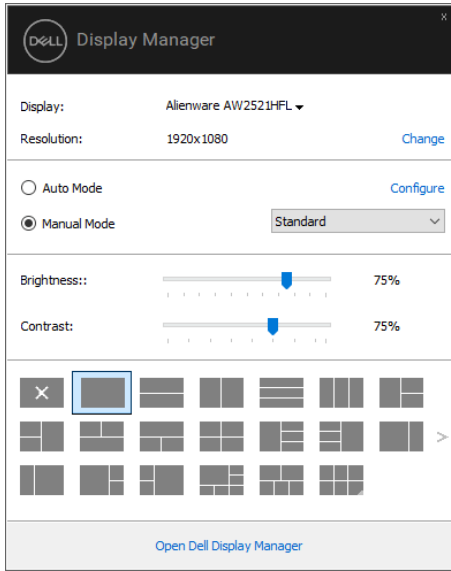 x
DELL Display Manager
Display: Alienware AW2521HFL
Resolution: 1920x1080 Change
Auto Mode Configure
Manual Mode Standard
Brightness:: 75%
Contrast: 75%
Open Dell Display Manager